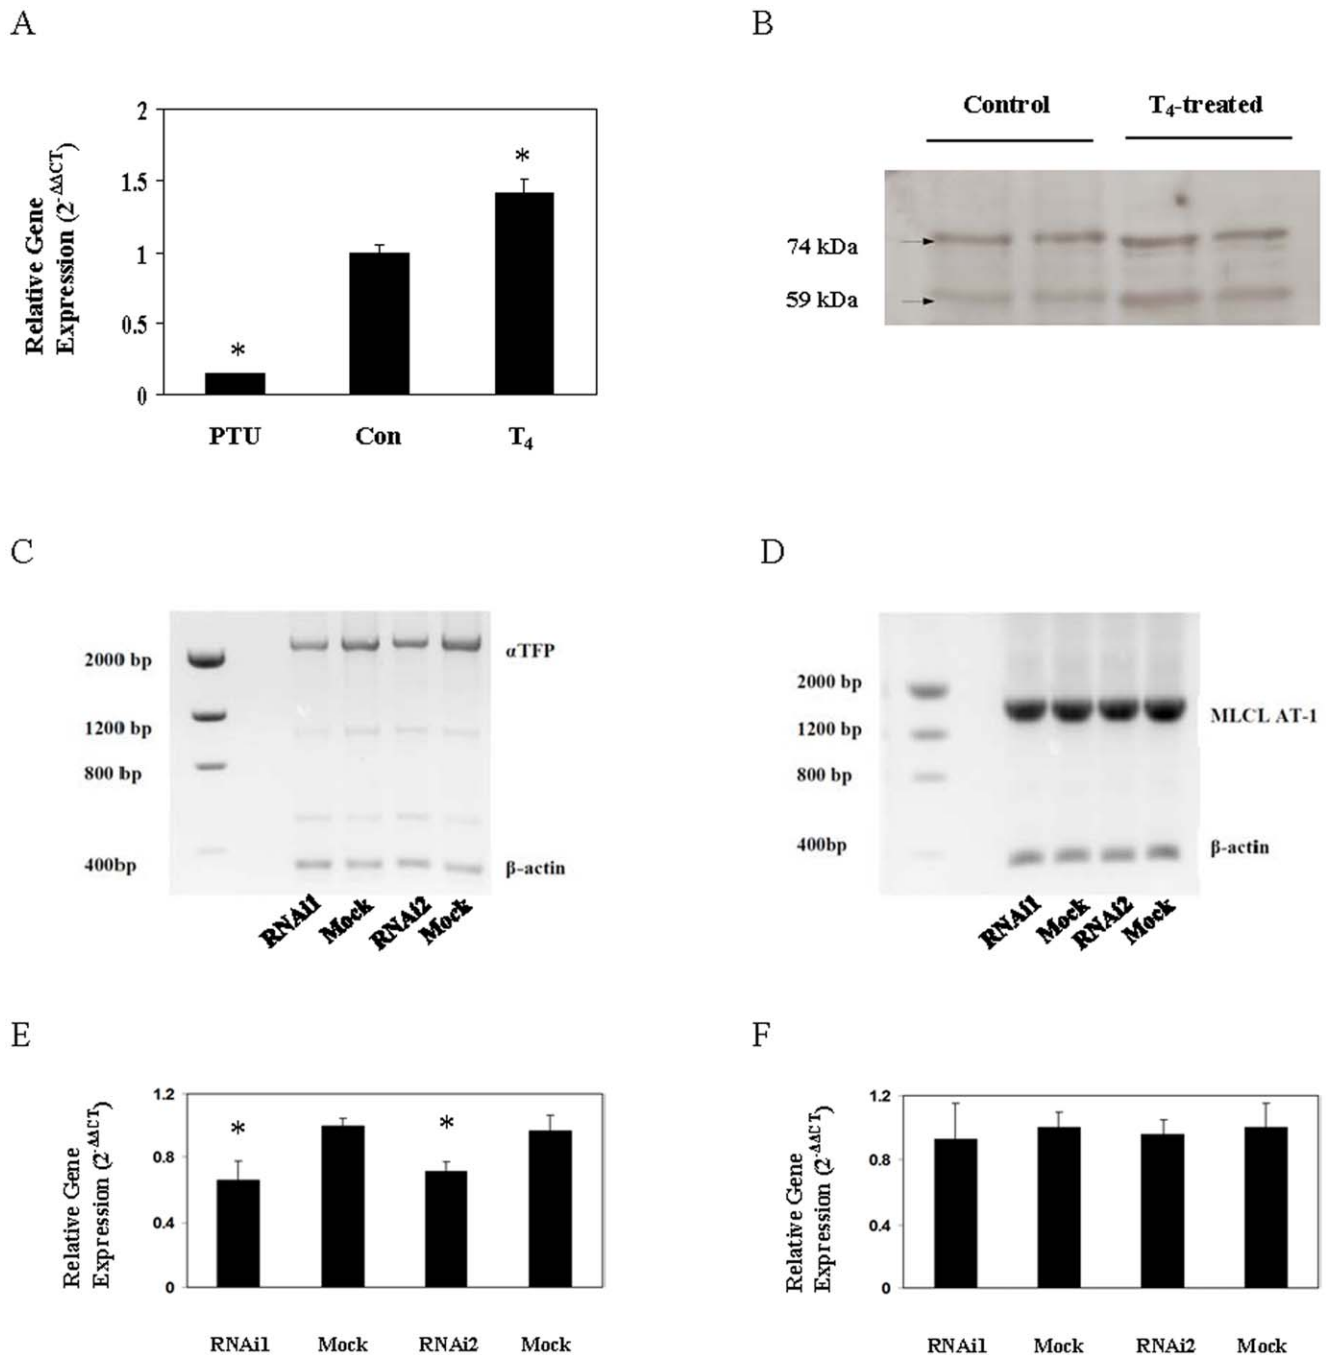 A
Relative Gene
Expression (2^-ΔΔCT)
2
1.5
1
0.5
0
*
*
PTU Con T4
B
Control T4-treated
74 kDa
59 kDa
C
2000 bp
1200 bp
800 bp
400bp
αTFP
β-actin
RNAi1 Mock RNAi2 Mock
D
2000 bp
1200 bp
800 bp
400bp
MLCL AT-1
β-actin
RNAi1 Mock RNAi2 Mock
E
Relative Gene
Expression (2^-ΔΔCT)
1.2
0.8
0.4
0
*
*
RNAi1 Mock RNAi2 Mock
F
Relative Gene
Expression (2^-ΔΔCT)
1.2
0.8
0.4
0
RNAi1 Mock RNAi2 Mock